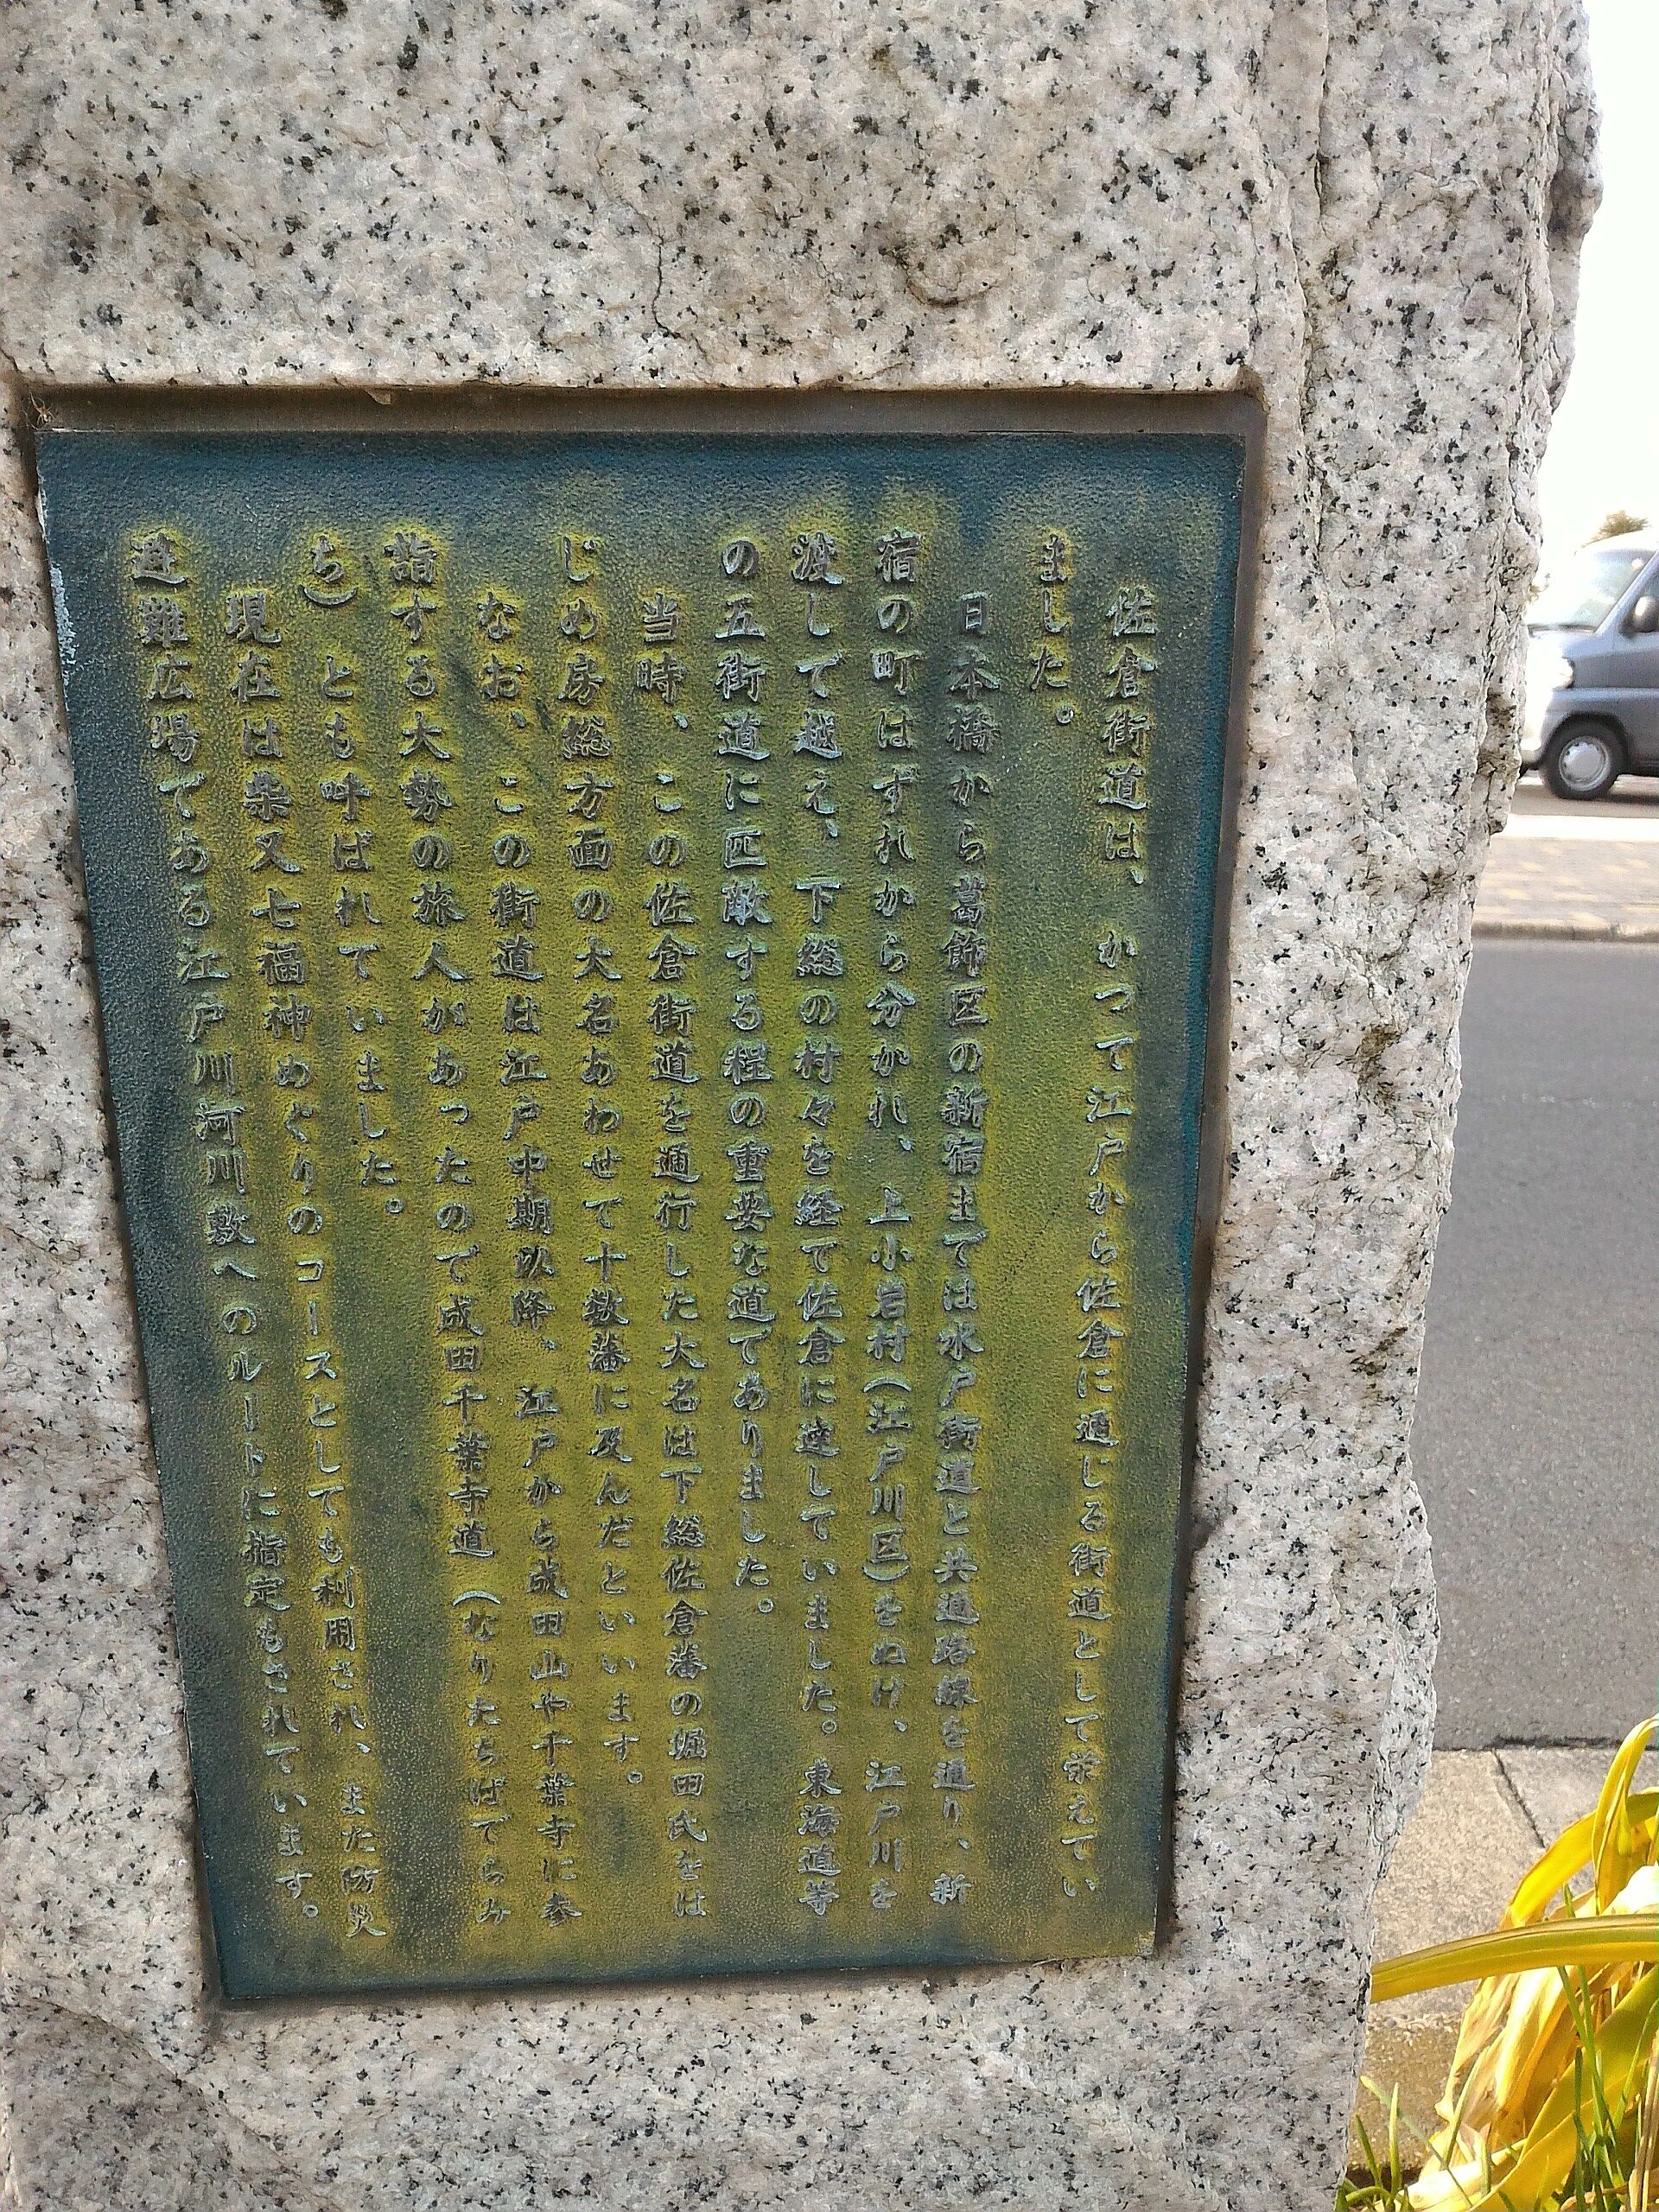 佐倉街道は、かつて江戸から佐倉に通じる街道として栄えてい
ました。
日本橋から葛飾区の新宿までは水戸街道と共通路線を通り、新
宿の町はずれから分かれ、上小岩村(江戸川区)をぬけ、江戸川を
渡して越え、下総の村々を経て佐倉に達していました。東海道等
の五街道に匹敵する程の重要な道でありました。
当時、この佐倉街道を通行した大名は下総佐倉藩の堀田氏をは
じめ房総方面の大名あわせて十数藩に及んだといいます。
なお、この街道は江戸中期以降、江戸から成田山や千葉寺に参
詣する大勢の旅人があったので成田千葉寺道(なりたちばでらみ
ち)とも呼ばれていました。
現在は柴又七福神めぐりのコースとしても利用され、また防災
避難広場である江戸川河川敷へのルートに指定もされています。